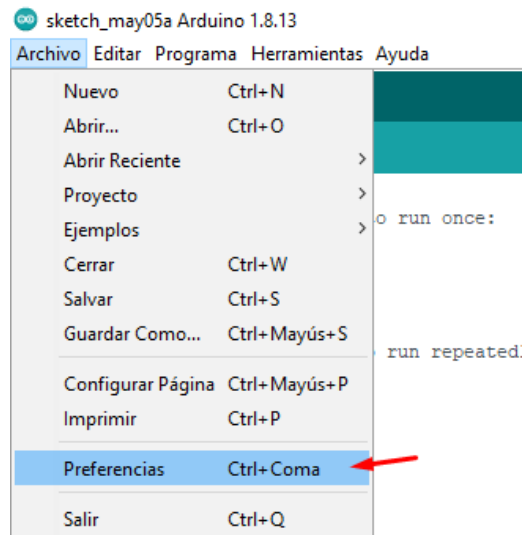 sketch_may05a Arduino 1.8.13
Archivo Editar Programa Herramientas Ayuda
Nuevo Ctrl+N
Abrir... Ctrl+O
Abrir Reciente
Proyecto
Ejemplos
Cerrar Ctrl+W
Salvar Ctrl+S
Guardar Como... Ctrl+Mayús+S
Configurar Página Ctrl+Mayús+P
Imprimir Ctrl+P
Preferencias Ctrl+Coma
Salir Ctrl+Q
o run once:
run repeatedl